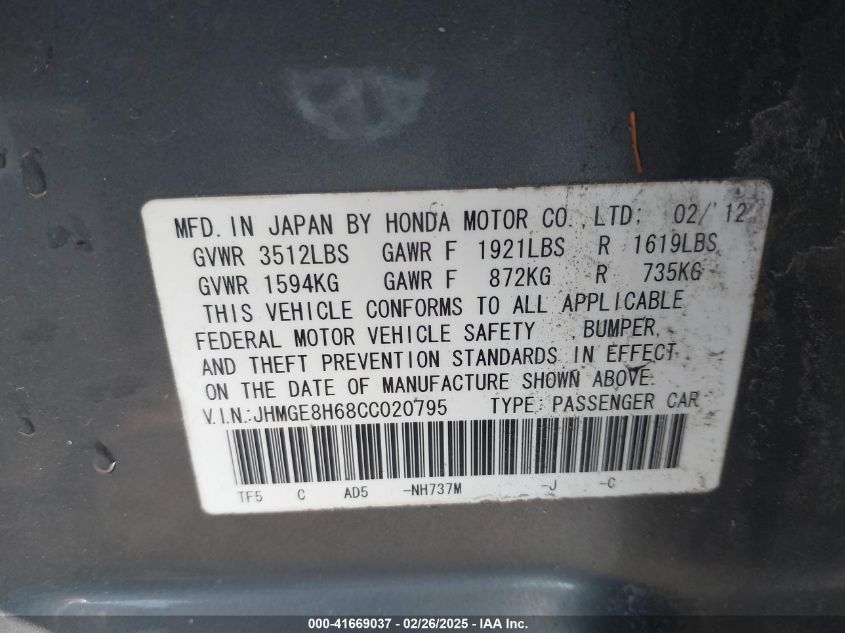 MFD. IN JAPAN BY HONDA MOTOR CO., LTD; 02/'12
GVWR 3512LBS GAWR F 1921LBS R 1619LBS
GVWR 1594KG GAWR F 872KG R 735KG
THIS VEHICLE CONFORMS TO ALL APPLICABLE
FEDERAL MOTOR VEHICLE SAFETY , BUMPER,
AND THEFT PREVENTION STANDARDS IN EFFECT
ON THE DATE OF MANUFACTURE SHOWN ABOVE.
V.I.N.:JHMGE8H68CC020795 TYPE: PASSENGER CAR
TF5 C AD5 -NH737M -J -C
000-41669037 - 02/26/2025 - IAA Inc.